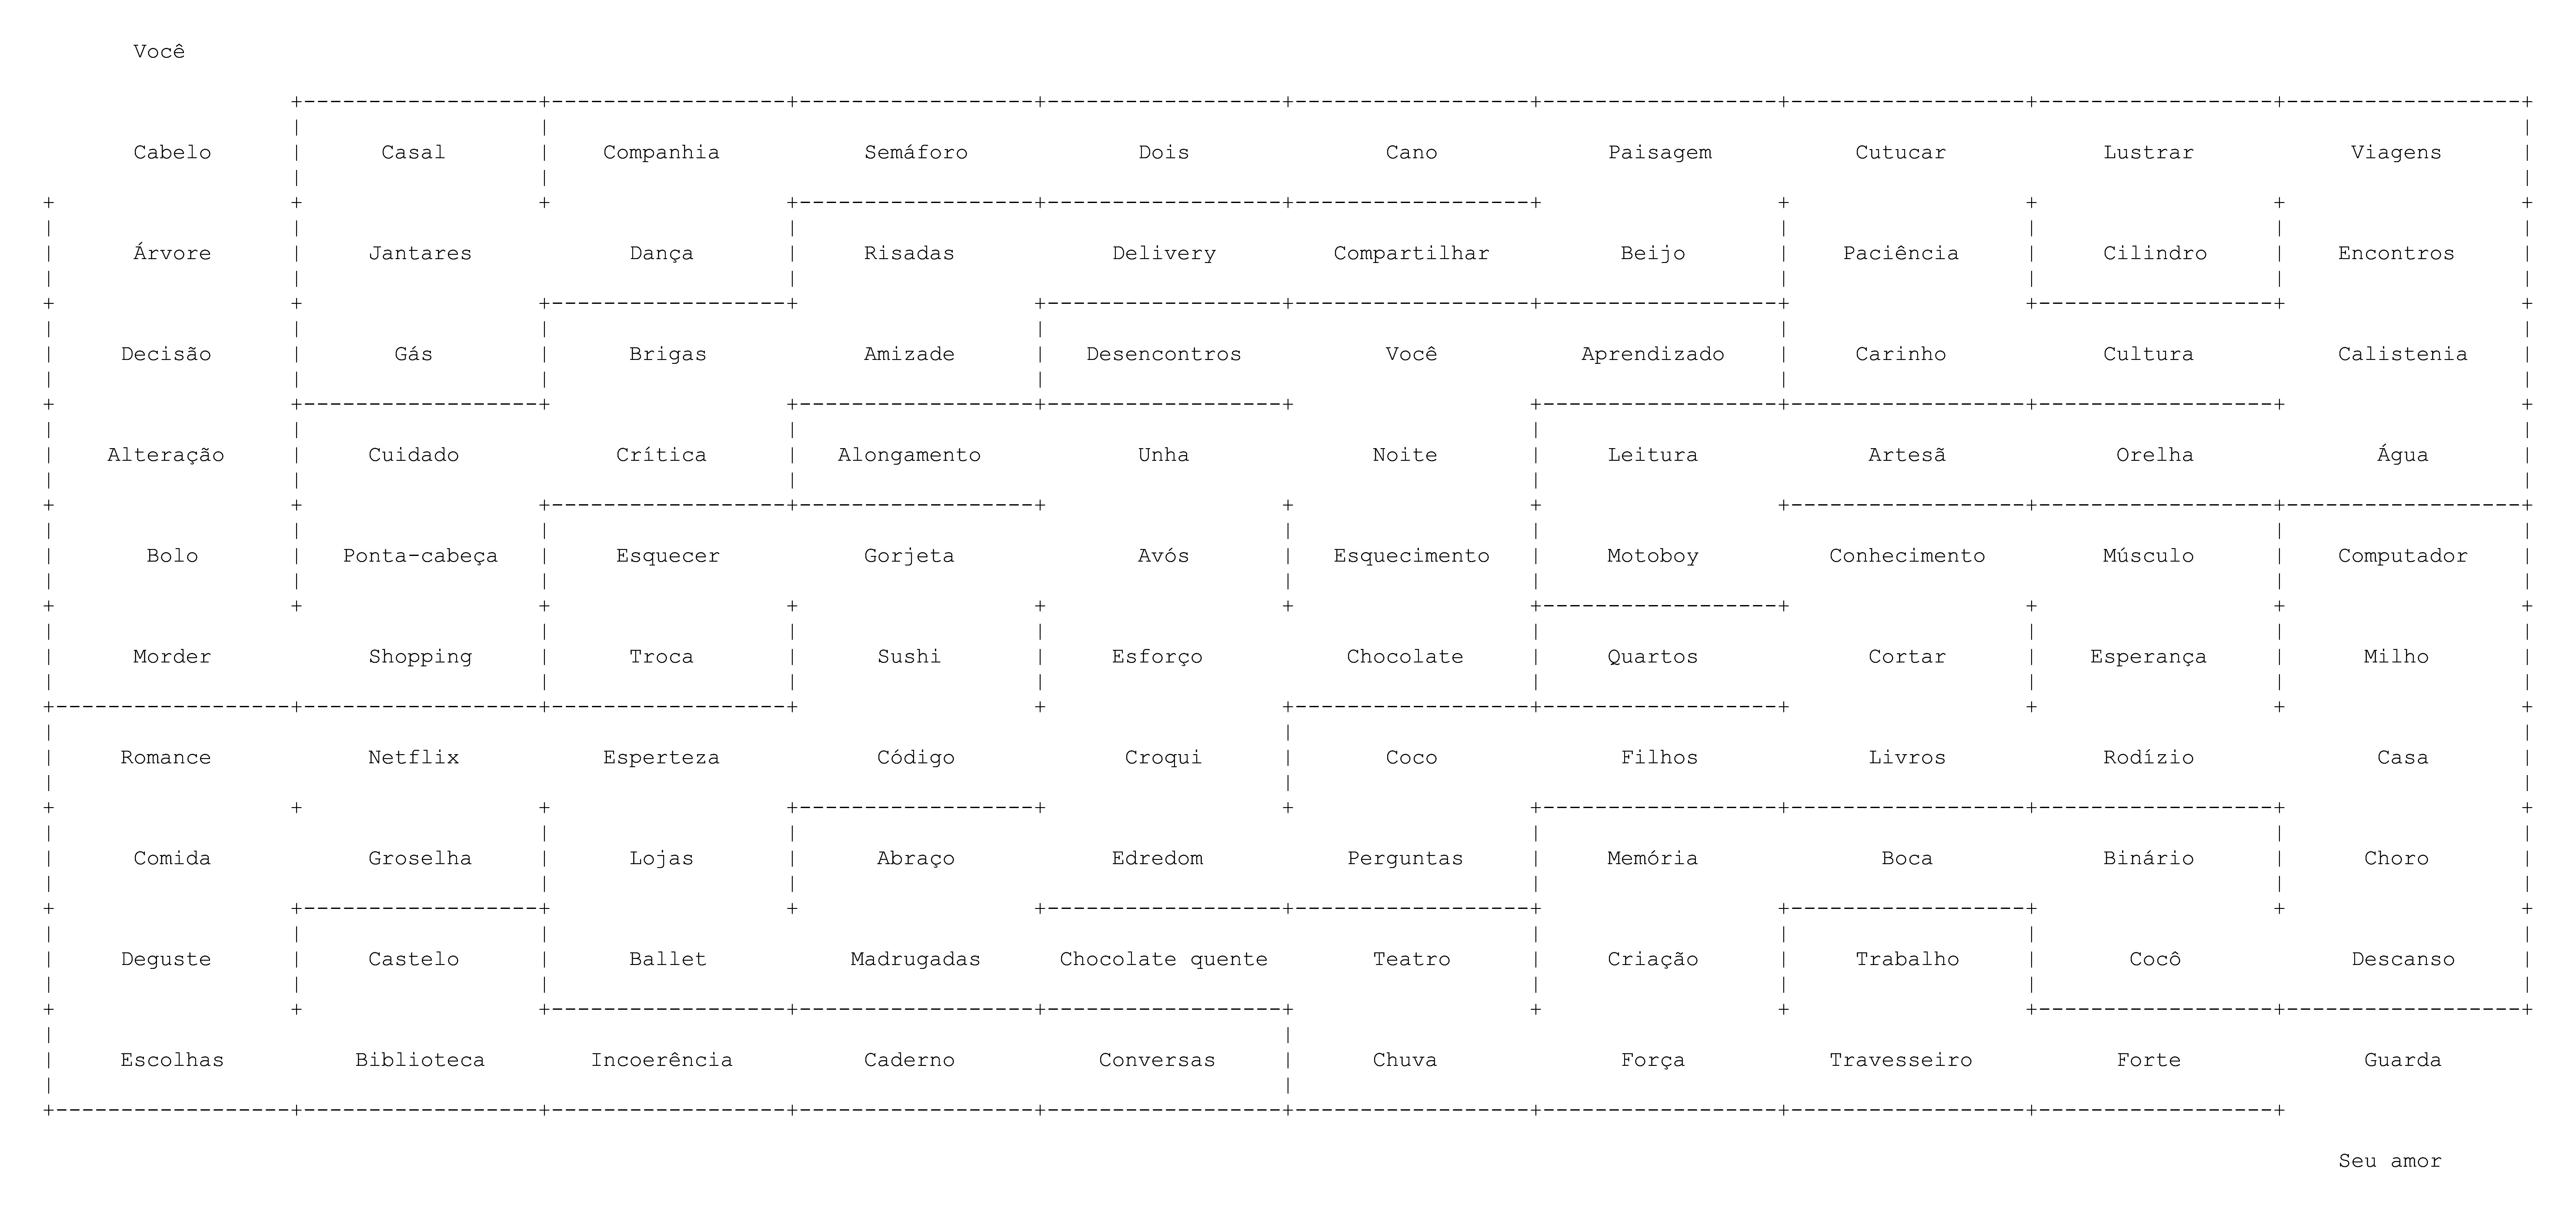 Você
Cabelo Casal Companhia Semáforo Dois Cano Paisagem Cutucar Lustrar Viagens
Árvore Jantares Dança Risadas Delivery Compartilhar Beijo Paciência Cilindro Encontros
Decisão Gás Brigas Amizade Desencontros Você Aprendizado Carinho Cultura Calistenia
Alteração Cuidado Crítica Alongamento Unha Noite Leitura Artesã Orelha Água
Bolo Ponta-cabeça Esquecer Gorjeta Avós Esquecimento Motoboy Conhecimento Músculo Computador
Morder Shopping Troca Sushi Esforço Chocolate Quartos Cortar Esperança Milho
Romance Netflix Esperteza Código Croqui Coco Filhos Livros Rodízio Casa
Comida Groselha Lojas Abraço Edredom Perguntas Memória Boca Binário Choro
Deguste Castelo Ballet Madrugadas Chocolate quente Teatro Criação Trabalho Cocô Descanso
Escolhas Biblioteca Incoerência Caderno Conversas Chuva Força Travesseiro Forte Guarda
Seu amor